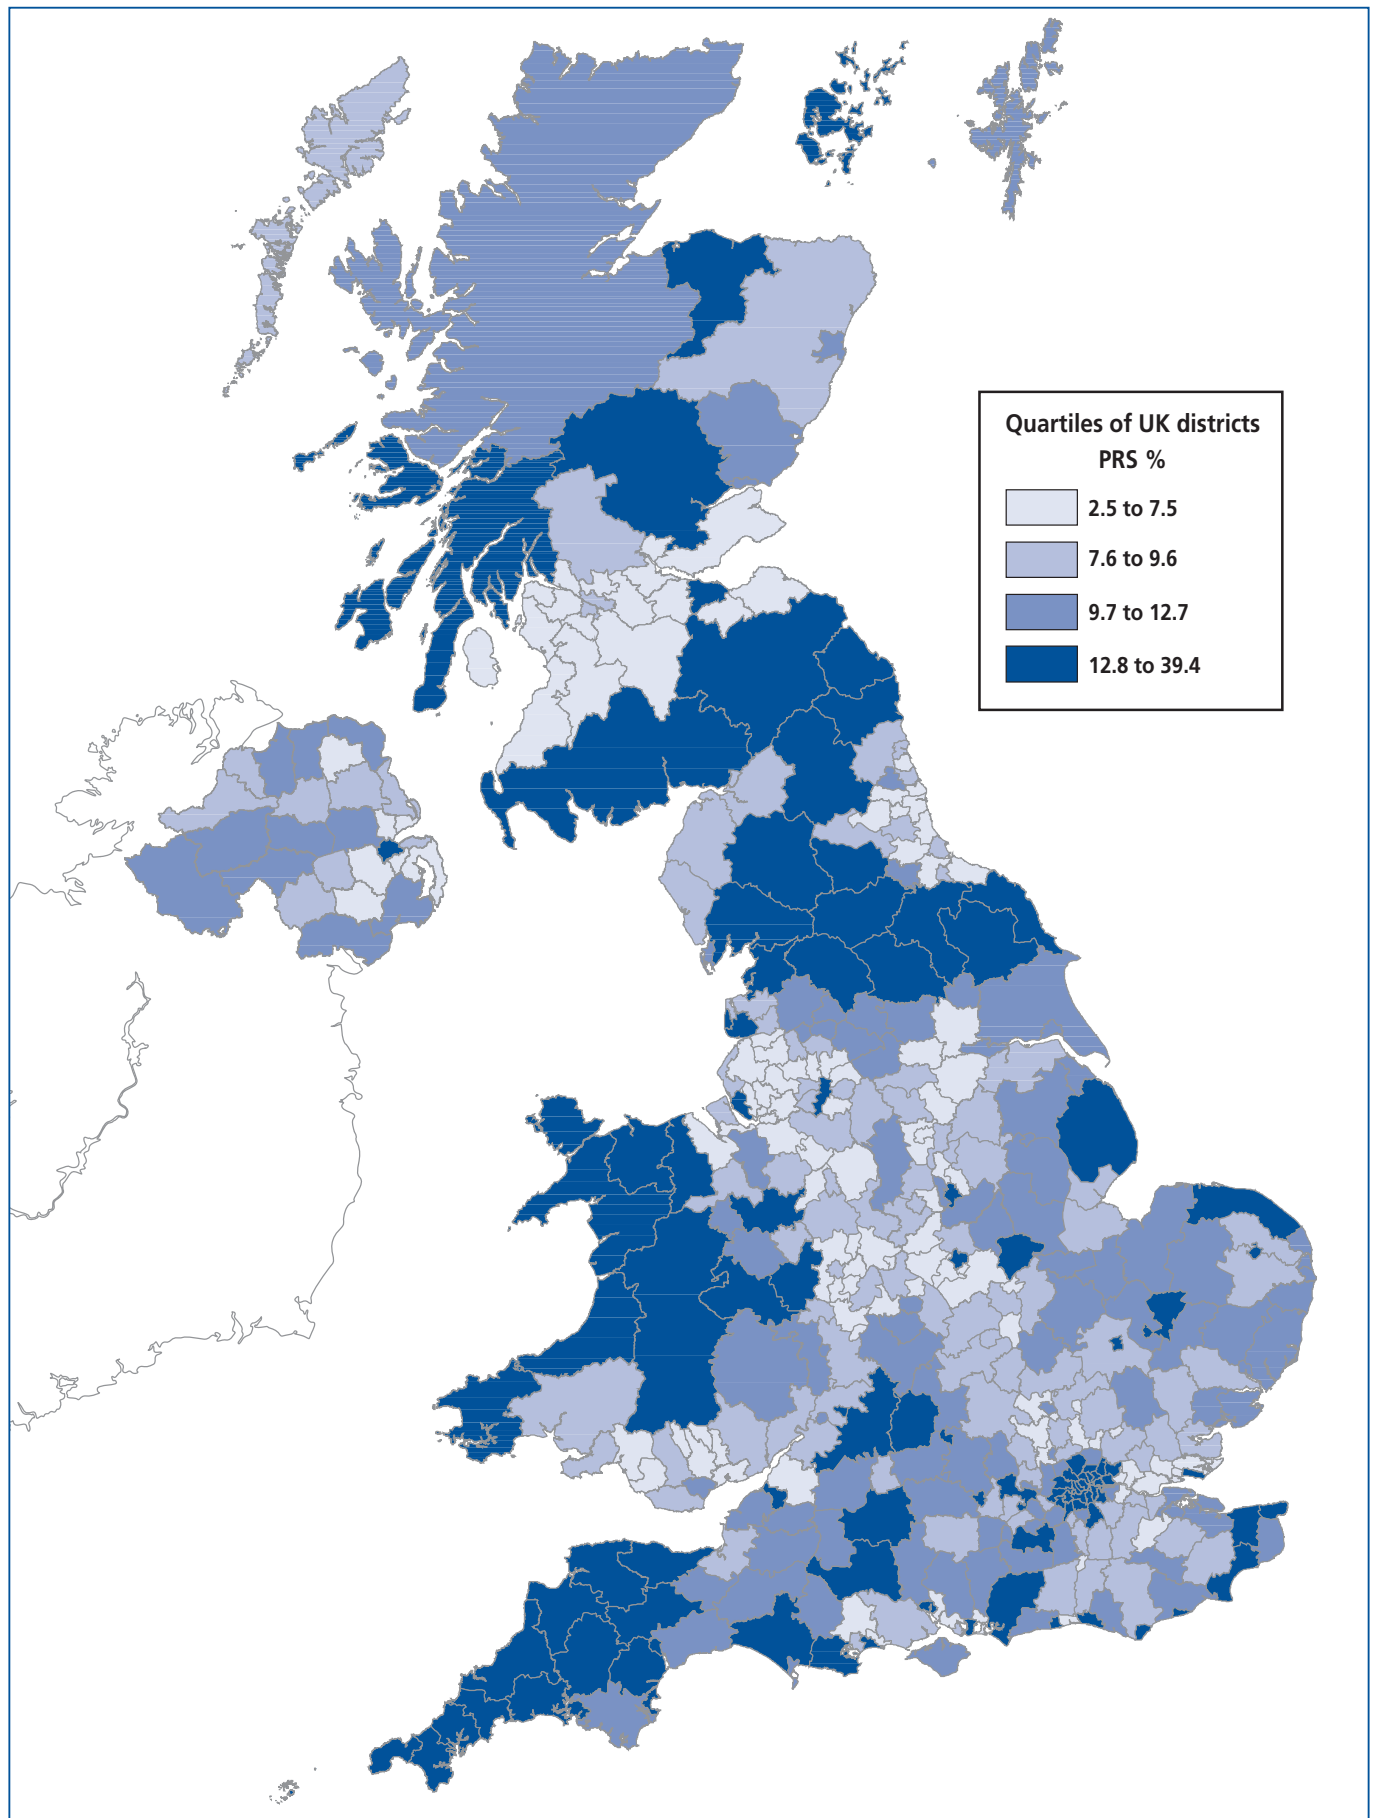 Quartiles of UK districts
PRS %
2.5 to 7.5
7.6 to 9.6
9.7 to 12.7
12.8 to 39.4